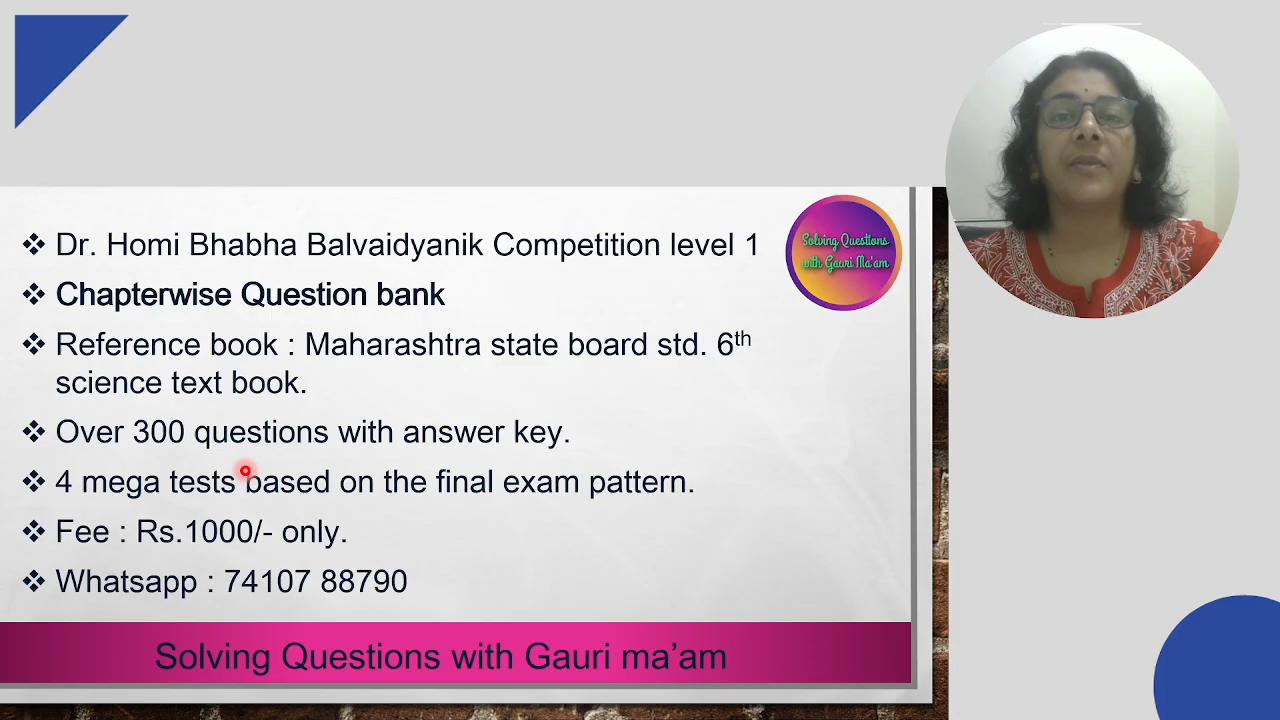 Dr. Homi Bhabha Balvaidyanik Competition level 1
Chapterwise Question bank
Reference book : Maharashtra state board std. 6th
science text book.
Over 300 questions with answer key.
4 mega tests based on the final exam pattern.
Fee : Rs.1000/- only.
Whatsapp : 74107 88790
Solving Questions
with Gauri Ma'am
Solving Questions with Gauri ma’am